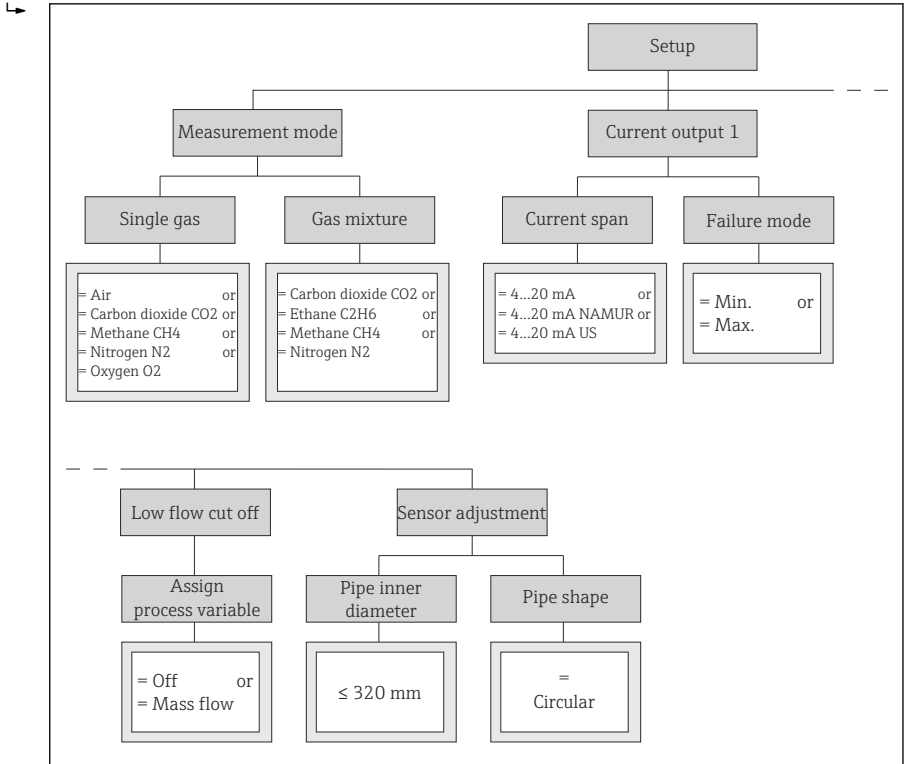 Setup
Measurement mode
Current output 1
Single gas
Gas mixture
Current span
Failure mode
= Air or
= Carbon dioxide CO2 or
= Methane CH4 or
= Nitrogen N2 or
= Oxygen O2
= Carbon dioxide CO2 or
= Ethane C2H6 or
= Methane CH4 or
= Nitrogen N2
= 4...20 mA or
= 4...20 mA NAMUR or
= 4...20 mA US
= Min. or
= Max.
Low flow cut off
Sensor adjustment
Assign
process variable
Pipe inner
diameter
Pipe shape
= Off or
= Mass flow
≤ 320 mm
=
Circular